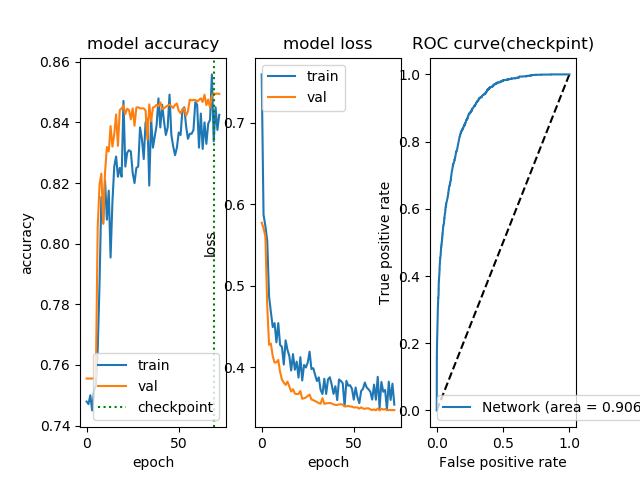 model accuracy
0.86
0.84
0.82
0.80
0.78
0.76
0.74
accuracy
0
50
epoch
train
val
checkpoint
model loss
0.7
0.6
0.5
0.4
loss
0
50
epoch
train
val
ROC curve(checkpint)
1.0
0.8
0.6
0.4
0.2
0.0
True positive rate
0.0
0.5
1.0
False positive rate
Network (area = 0.906